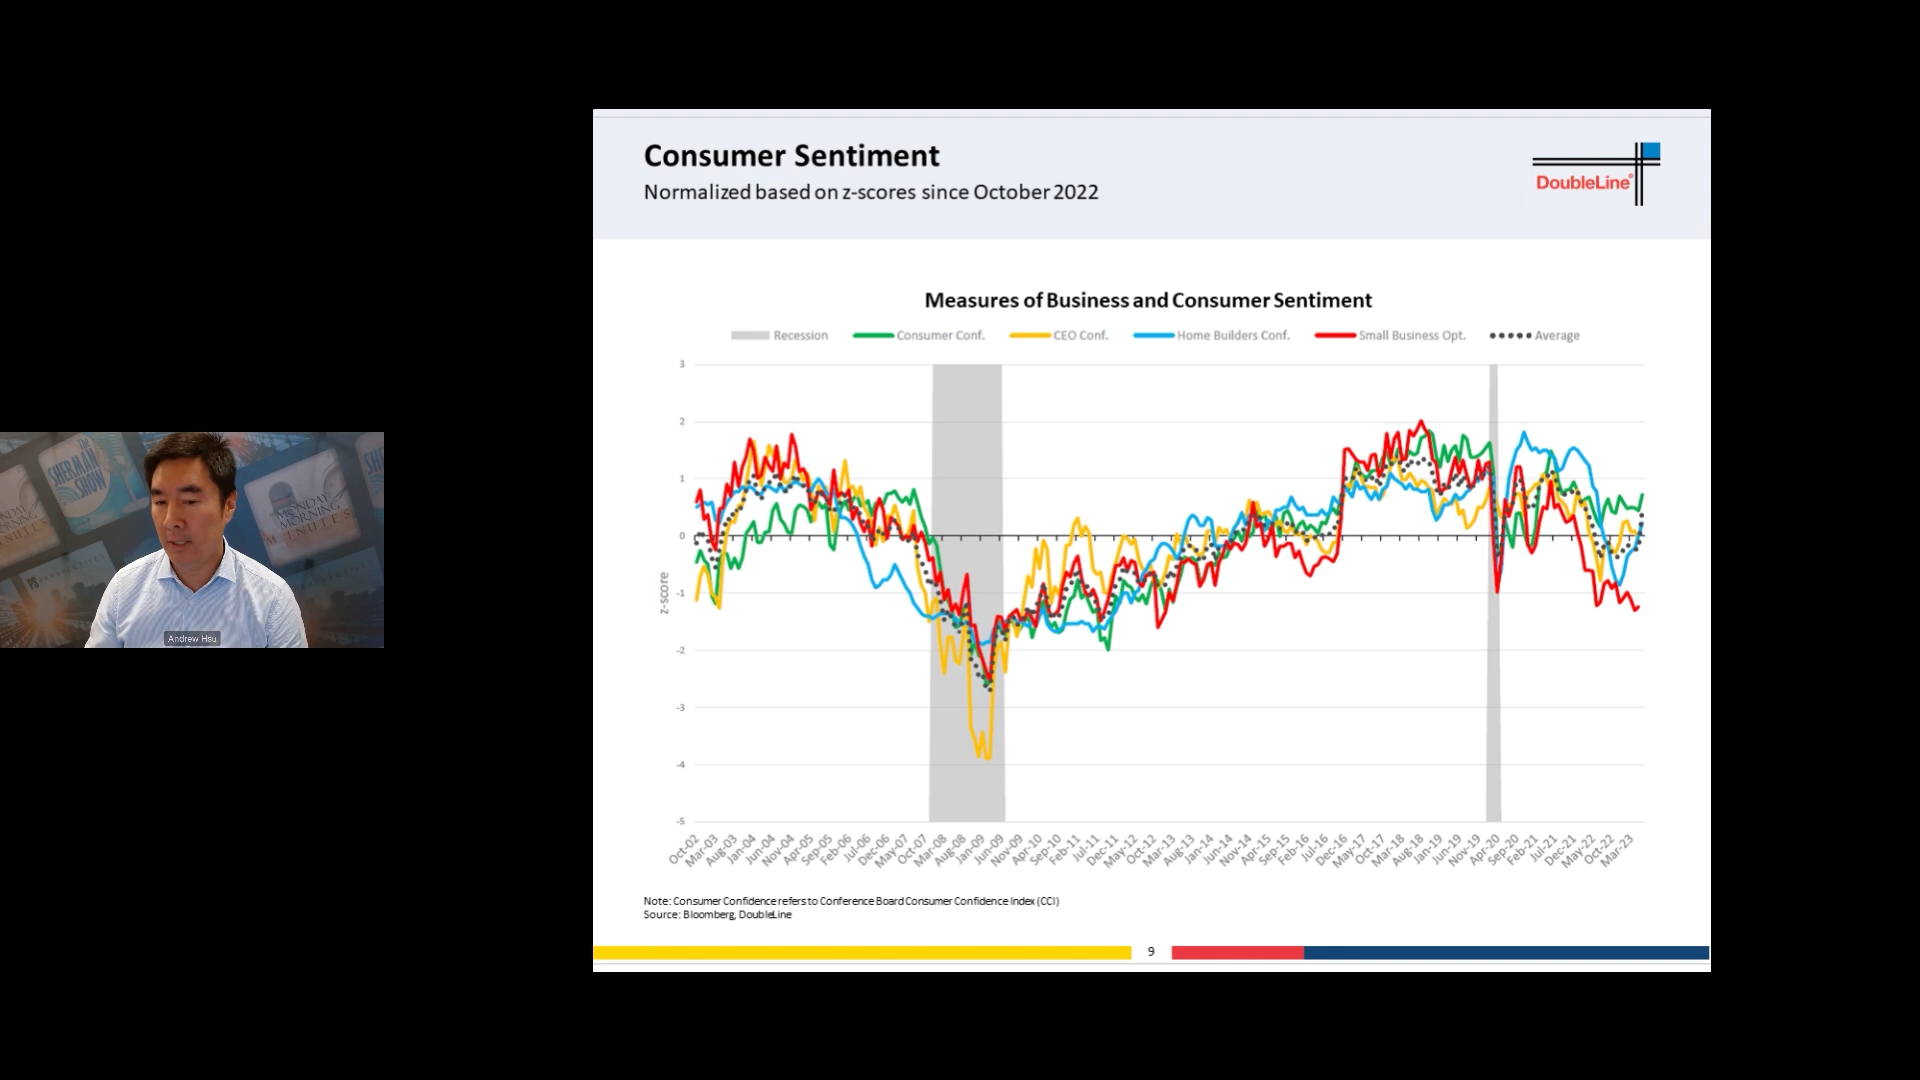 Consumer Sentiment
Normalized based on z-scores since October 2022
DoubleLine®
Measures of Business and Consumer Sentiment
Recession Consumer Conf. CEO Conf. Home Builders Conf. Small Business Opt. Average
3
2
1
0
-1
-2
-3
-4
-5
z-score
Oct-02 Mar-03 Aug-03 Jan-04 Jun-04 Nov-04 Apr-05 Sep-05 Feb-06 Jul-06 Dec-06 May-07 Oct-07 Mar-08 Aug-08 Jan-09 Jun-09 Nov-09 Apr-10 Sep-10 Feb-11 Jul-11 Dec-11 May-12 Oct-12 Mar-13 Aug-13 Jan-14 Jun-14 Nov-14 Apr-15 Sep-15 Feb-16 Jul-16 Dec-16 May-17 Oct-17 Mar-18 Aug-18 Jan-19 Jun-19 Nov-19 Apr-20 Sep-20 Feb-21 Jul-21 Dec-21 May-22 Oct-22 Mar-23
Note: Consumer Confidence refers to Conference Board Consumer Confidence Index (CCI)
Source: Bloomberg, DoubleLine
9
the
SHERMAN
SHOW
MONDAY
MORNING
MINUTES
Andrew Hsu